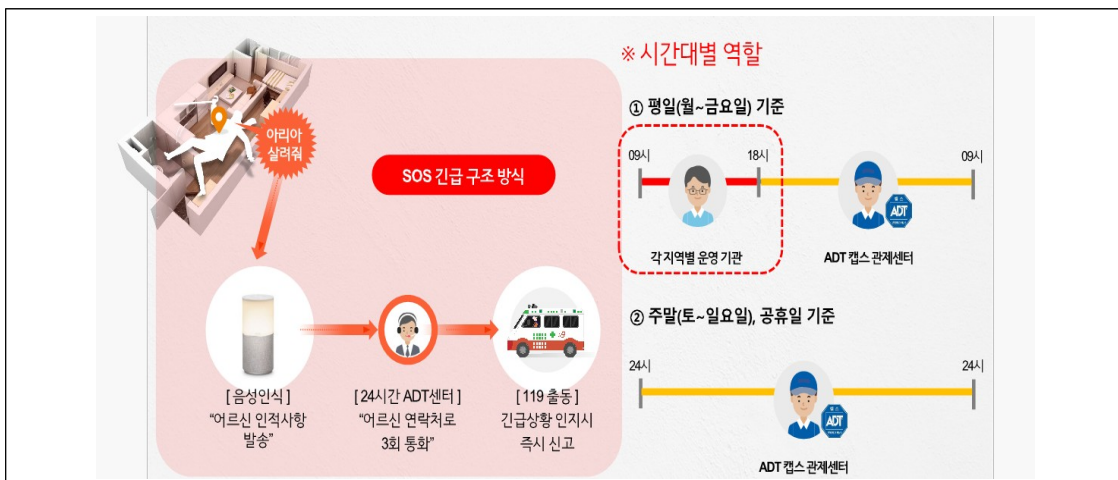 아리아
살려줘
SOS 긴급 구조 방식
[ 음성인식 ]
“어르신 인적사항
발송”
[ 24시간 ADT센터 ]
“어르신 연락처로
3회 통화”
[ 119 출동 ]
긴급상황 인지시
즉시 신고
※ 시간대별 역할
① 평일(월~금요일) 기준
09시
18시
09시
ADT
각 지역별 운영 기관
ADT 캡스 관제센터
② 주말(토~일요일), 공휴일 기준
24시
24시
ADT
ADT 캡스 관제센터